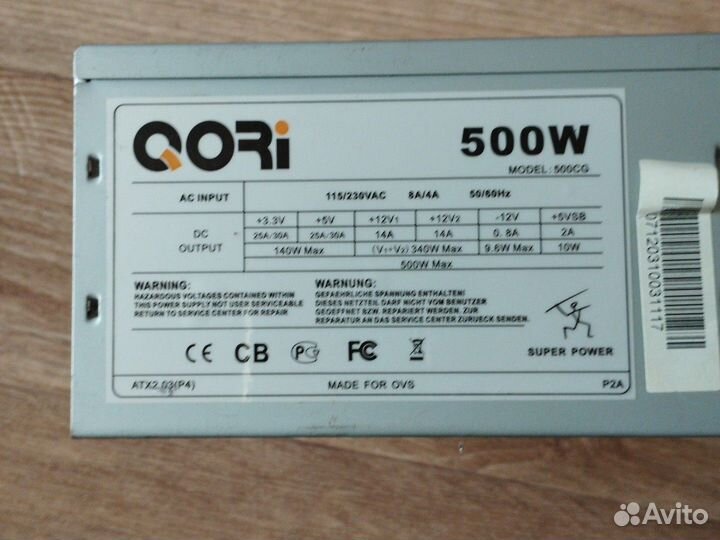 QORi
500W
MODEL: 500CG
AC INPUT 115/230VAC 8A/4A 50/60Hz
DC OUTPUT +3.3V +5V +12V1 +12V2 -12V +5VSB
25A/30A 25A/30A 14A 14A 0.8A 2A
140W Max (V1+V2) 340W Max 9.6W Max 10W
500W Max
WARNING:
HAZARDOUS VOLTAGES CONTAINED WITHIN
THIS POWER SUPPLY NOT USER SERVICEABLE
RETURN TO SERVICE CENTER FOR REPAIR
WARNUNG:
GEFAEHRLICHE SPANNUNG ENTHALTEN!
DIESES NETZTEIL DARF NICHT VOM BENUTZER
GEOEFFNET BZW. REPARIERT WERDEN. ZUR
REPARATUR AN DAS SERVICE CENTER ZURUECK SENDEN.
CE CB PC FC
SUPER POWER
ATX2.03(P4) MADE FOR OVS P2A
07120310031117
Avito